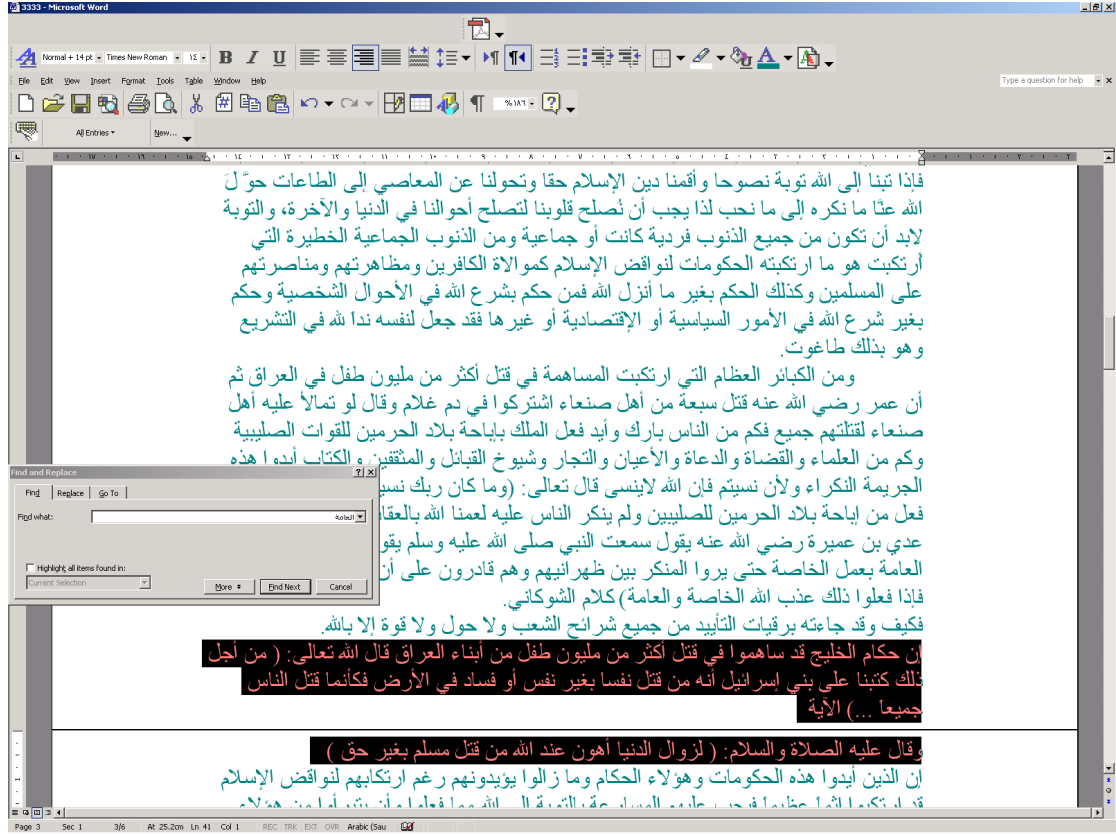 3333 - Microsoft Word
Normal + 14 pt
Times New Roman
١٤
B I U
File Edit View Insert Format Tools Table Window Help
Type a question for help
%١٨٦
All Entries
New...
فإذا تبنا إلى الله توبة نصوحا وأقمنا دين الإسلام حقا وتحولنا عن المعاصي إلى الطاعات حوَّ لَ
الله عنَّا ما نكره إلى ما نحب لذا يجب أن نُصلح قلوبنا لتصلح أحوالنا في الدنيا والآخرة، والتوبة
لابد أن تكون من جميع الذنوب فردية كانت أو جماعية ومن الذنوب الجماعية الخطيرة التي
أرتكبت هو ما ارتكبته الحكومات لنواقض الإسلام كموالاة الكافرين ومظاهرتهم ومناصرتهم
على المسلمين وكذلك الحكم بغير ما أنزل الله فمن حكم بشرع الله في الأحوال الشخصية وحكم
بغير شرع الله في الأمور السياسية أو الإقتصادية أو غيرها فقد جعل لنفسه ندا لله في التشريع
وهو بذلك طاغوت.
ومن الكبائر العظام التي ارتكبت المساهمة في قتل أكثر من مليون طفل في العراق ثم
أن عمر رضي الله عنه قتل سبعة من أهل صنعاء اشتركوا في دم غلام وقال لو تمالأ عليه أهل
صنعاء لقتلتهم جميع فكم من الناس بارك وأيد فعل الملك بإباحة بلاد الحرمين للقوات الصليبية
وكم من العلماء والقضاة والدعاة والأعيان والتجار وشيوخ القبائل والمثقفين والكتاب أيدوا هذه
الجريمة النكراء ولأن نسيتم فإن الله لاينسى قال تعالى: (وما كان ربك نسي
فعل من إباحة بلاد الحرمين للصليبيين ولم ينكر الناس عليه لعمنا الله بالعقا
عدي بن عميرة رضي الله عنه يقول سمعت النبي صلى الله عليه وسلم يقو
العامة بعمل الخاصة حتى يروا المنكر بين ظهرانيهم وهم قادرون على أن
فإذا فعلوا ذلك عذب الله الخاصة والعامة) كلام الشوكاني.
فكيف وقد جاءته برقيات التأييد من جميع شرائح الشعب ولا حول ولا قوة إلا بالله.
إن حكام الخليج قد ساهموا في قتل أكثر من مليون طفل من أبناء العراق قال الله تعالى: ( من أجل
ذلك كتبنا على بني إسرائيل أنه من قتل نفسا بغير نفس أو فساد في الأرض فكأنما قتل الناس
جميعا ...) الآية
وقال عليه الصلاة والسلام: ( لزوال الدنيا أهون عند الله من قتل مسلم بغير حق )
إن الذين أيدوا هذه الحكومات وهؤلاء الحكام وما زالوا يؤيدونهم رغم ارتكابهم لنواقض الإسلام
Find and Replace
Find Replace Go To
Find what:
العامة
Highlight all items found in:
Current Selection
More
Find Next
Cancel
Page 3 Sec 1 3/6 At 25.2cm Ln 41 Col 1 REC TRK EXT OVR Arabic (Sau